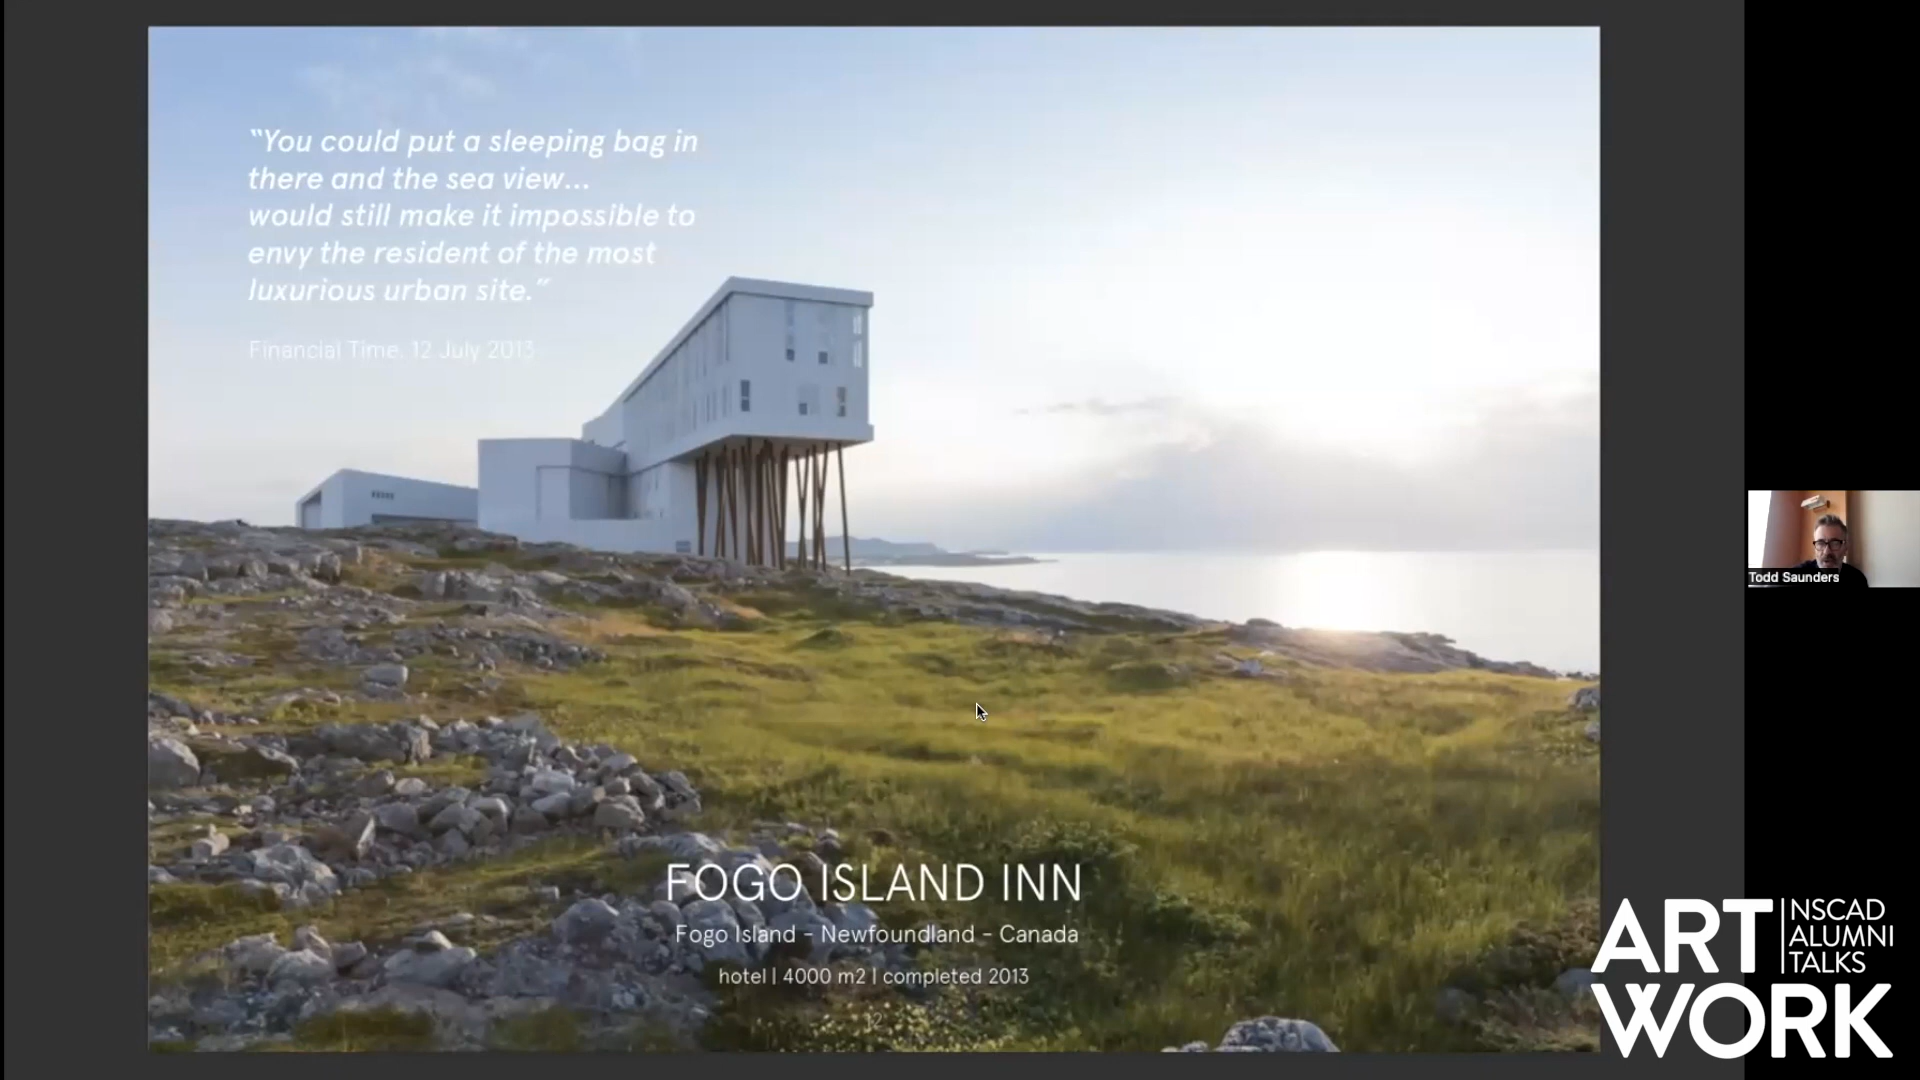 “You could put a sleeping bag in
there and the sea view...
would still make it impossible to
envy the resident of the most
luxurious urban site.”
Financial Time. 12 July 2013
FOGO ISLAND INN
Fogo Island - Newfoundland - Canada
hotel | 4000 m2 | completed 2013
12
Todd Saunders
ART
WORK
NSCAD
ALUMNI
TALKS